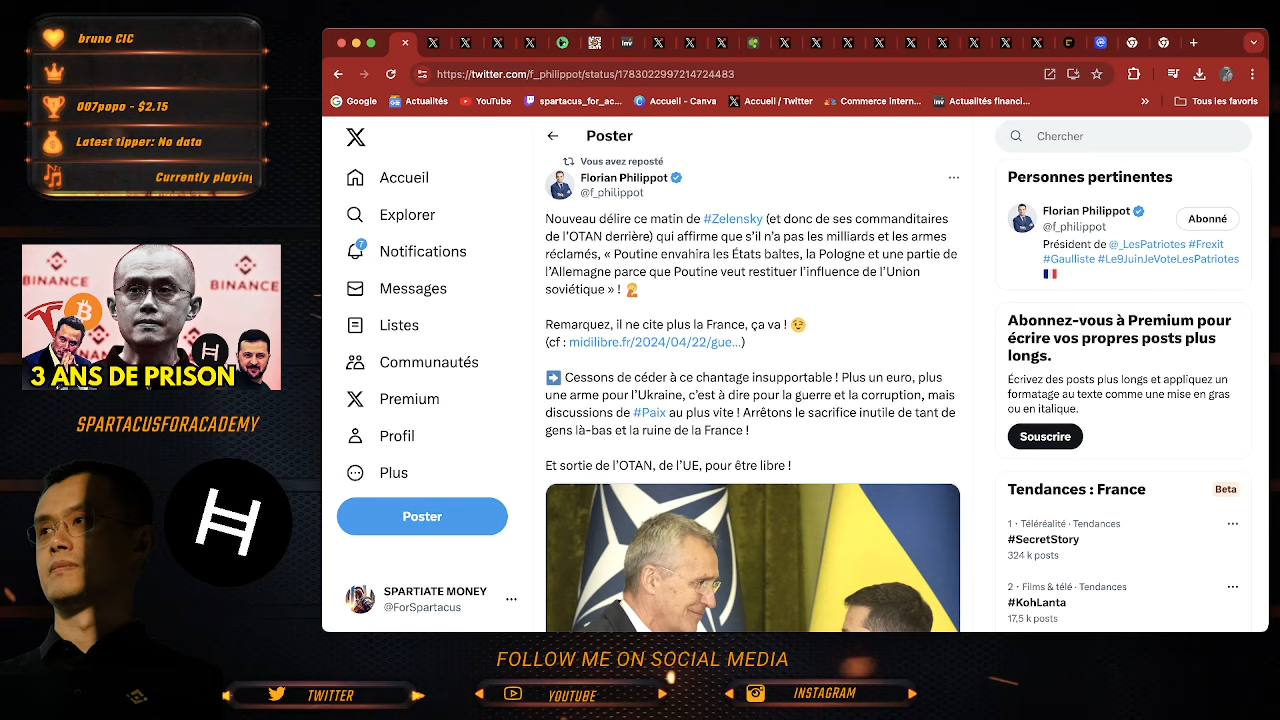 bruno CIC
007popo - $2.15
Latest tipper: No data
Currently playing
BINANCE
BINANCE
3 ANS DE PRISON
SPARTACUSFORACADEMY
https://twitter.com/f_philippot/status/1783022997214724483
Google
Actualités
YouTube
spartacus_for_ac...
Accueil - Canva
Accueil / Twitter
Commerce intern...
inv Actualités financi...
»
Tous les favoris
Accueil
Explorer
7
Notifications
Messages
Listes
Communautés
Premium
Profil
Plus
Poster
SPARTIATE MONEY
@ForSpartacus
Poster
Vous avez reposté
Florian Philippot
@f_philippot
Nouveau délire ce matin de #Zelensky (et donc de ses commanditaires
de l’OTAN derrière) qui affirme que s’il n’a pas les milliards et les armes
réclamés, « Poutine envahira les États baltes, la Pologne et une partie de
l’Allemagne parce que Poutine veut restituer l’influence de l’Union
soviétique » ! 🤦
Remarquez, il ne cite plus la France, ça va ! 😉
(cf : midilibre.fr/2024/04/22/gue...)
➡️ Cessons de céder à ce chantage insupportable ! Plus un euro, plus
une arme pour l’Ukraine, c’est à dire pour la guerre et la corruption, mais
discussions de #Paix au plus vite ! Arrêtons le sacrifice inutile de tant de
gens là-bas et la ruine de la France !
Et sortie de l’OTAN, de l’UE, pour être libre !
Chercher
Personnes pertinentes
Florian Philippot
@f_philippot
Abonné
Président de @_LesPatriotes #Frexit
#Gaulliste #Le9JuinJeVoteLesPatriotes
🇫🇷
Abonnez-vous à Premium pour
écrire vos propres posts plus
longs.
Écrivez des posts plus longs et appliquez un
formatage au texte comme une mise en gras
ou en italique.
Souscrire
Tendances : France
Beta
1 · Téléréalité · Tendances
#SecretStory
324 k posts
2 · Films & télé · Tendances
#KohLanta
17,5 k posts
FOLLOW ME ON SOCIAL MEDIA
TWITTER
YOUTUBE
INSTAGRAM